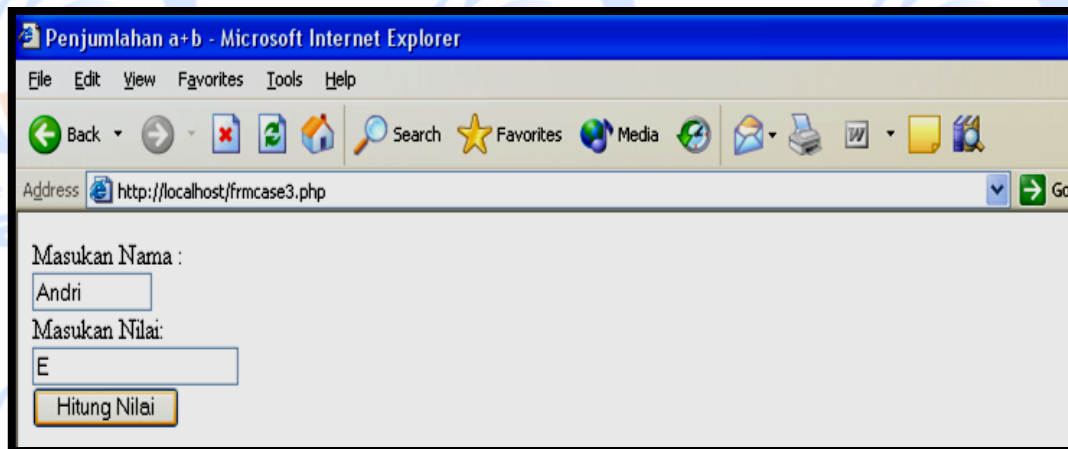 Penjumlahan a+b - Microsoft Internet Explorer
File Edit View Favorites Tools Help
Back Search Favorites Media
Address http://localhost/frmcase3.php Go
Masukan Nama :
Andri
Masukan Nilai:
E
Hitung Nilai